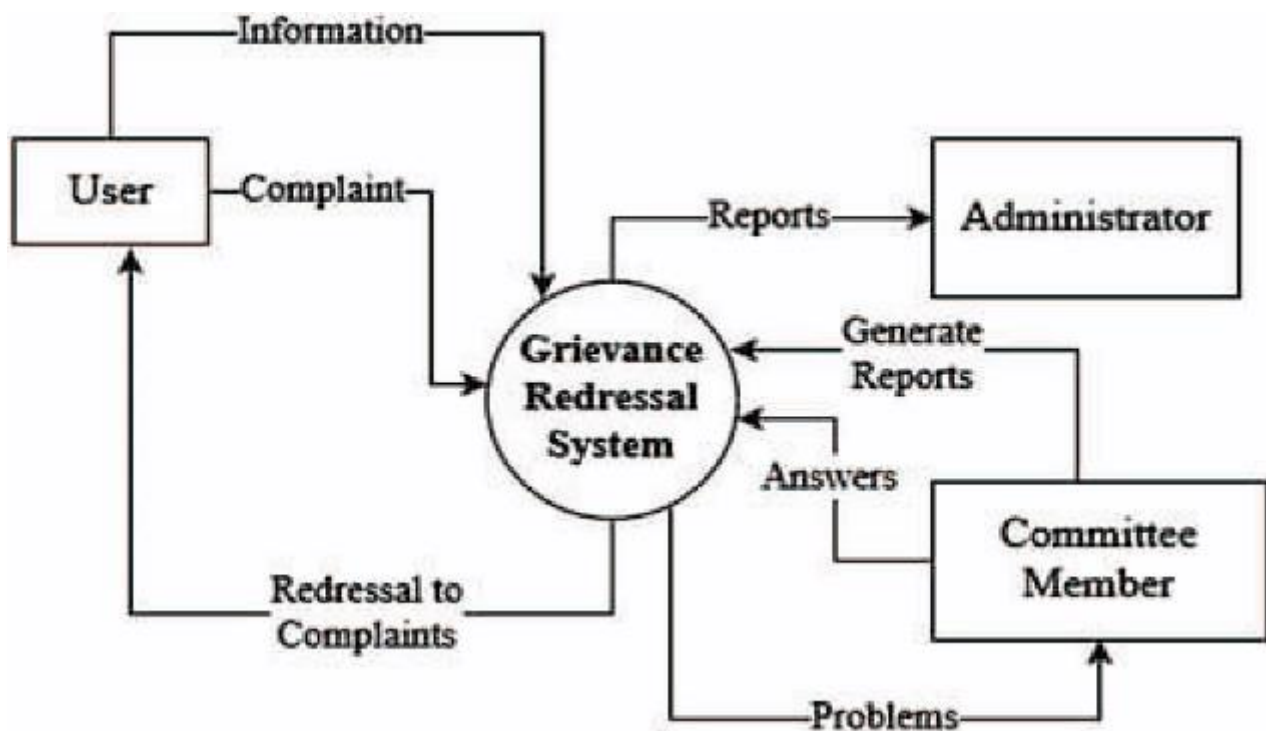 Information
User
Complaint
Reports
Administrator
Grievance
Redressal
System
Generate
Reports
Answers
Committee
Member
Redressal to
Complaints
Problems